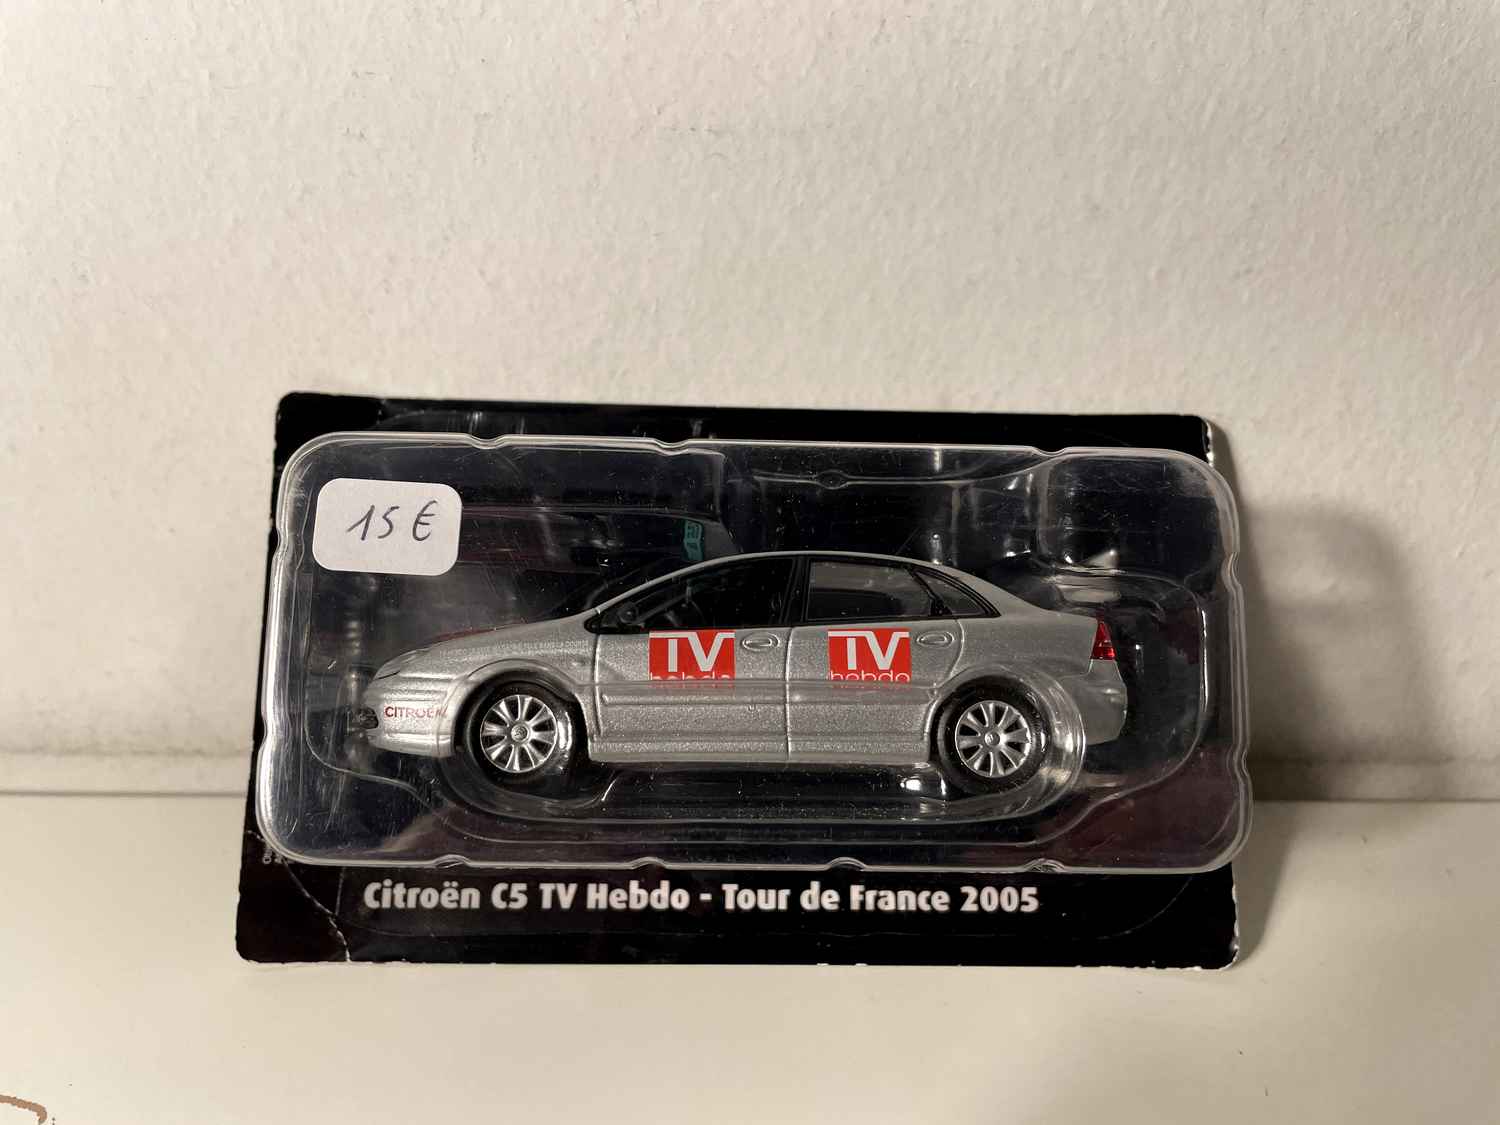 15 €
TV
hebdo
TV
hebdo
CITROËN
Citroën C5 TV Hebdo - Tour de France 2005